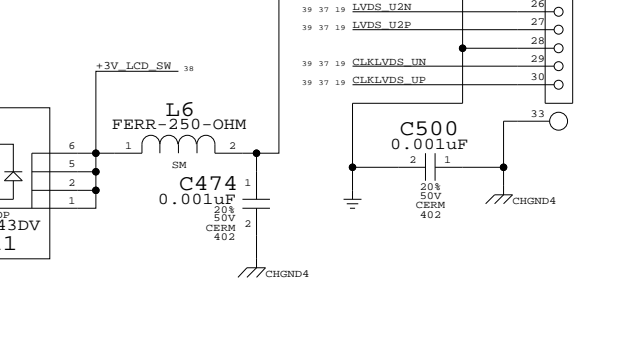 39 37 19 LVDS_U2N 26
39 37 19 LVDS_U2P 27
28
39 37 19 CLKLVDS_UN 29
39 37 19 CLKLVDS_UP 30
+3V_LCD_SW 38
33
L6
FERR-250-OHM
1 2
SM
C500
0.001uF
2 1
20%
50V
CERM
402
CHGND4
6
5
2
1
OP
43DV
1
C474 1
0.001uF
20%
50V
CERM 2
402
CHGND4